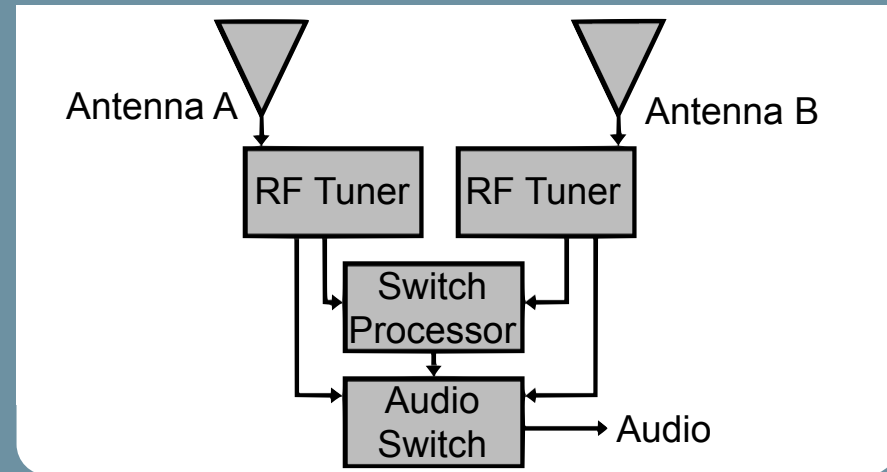 Antenna A
Antenna B
RF Tuner
RF Tuner
Switch
Processor
Audio
Switch
Audio